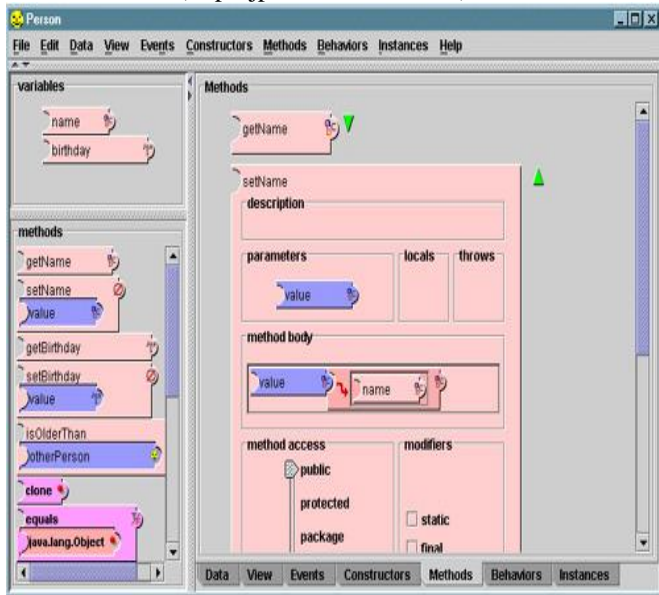 Person
File Edit Data View Events Constructors Methods Behaviors Instances Help
variables
name
birthday
methods
getName
setName
value
getBirthday
setBirthday
value
isOlderThan
otherPerson
clone
equals
java.lang.Object
Methods
getName
setName
description
parameters
locals
throws
value
method body
value
name
method access
public
protected
package
modifiers
static
final
Data View Events Constructors Methods Behaviors Instances